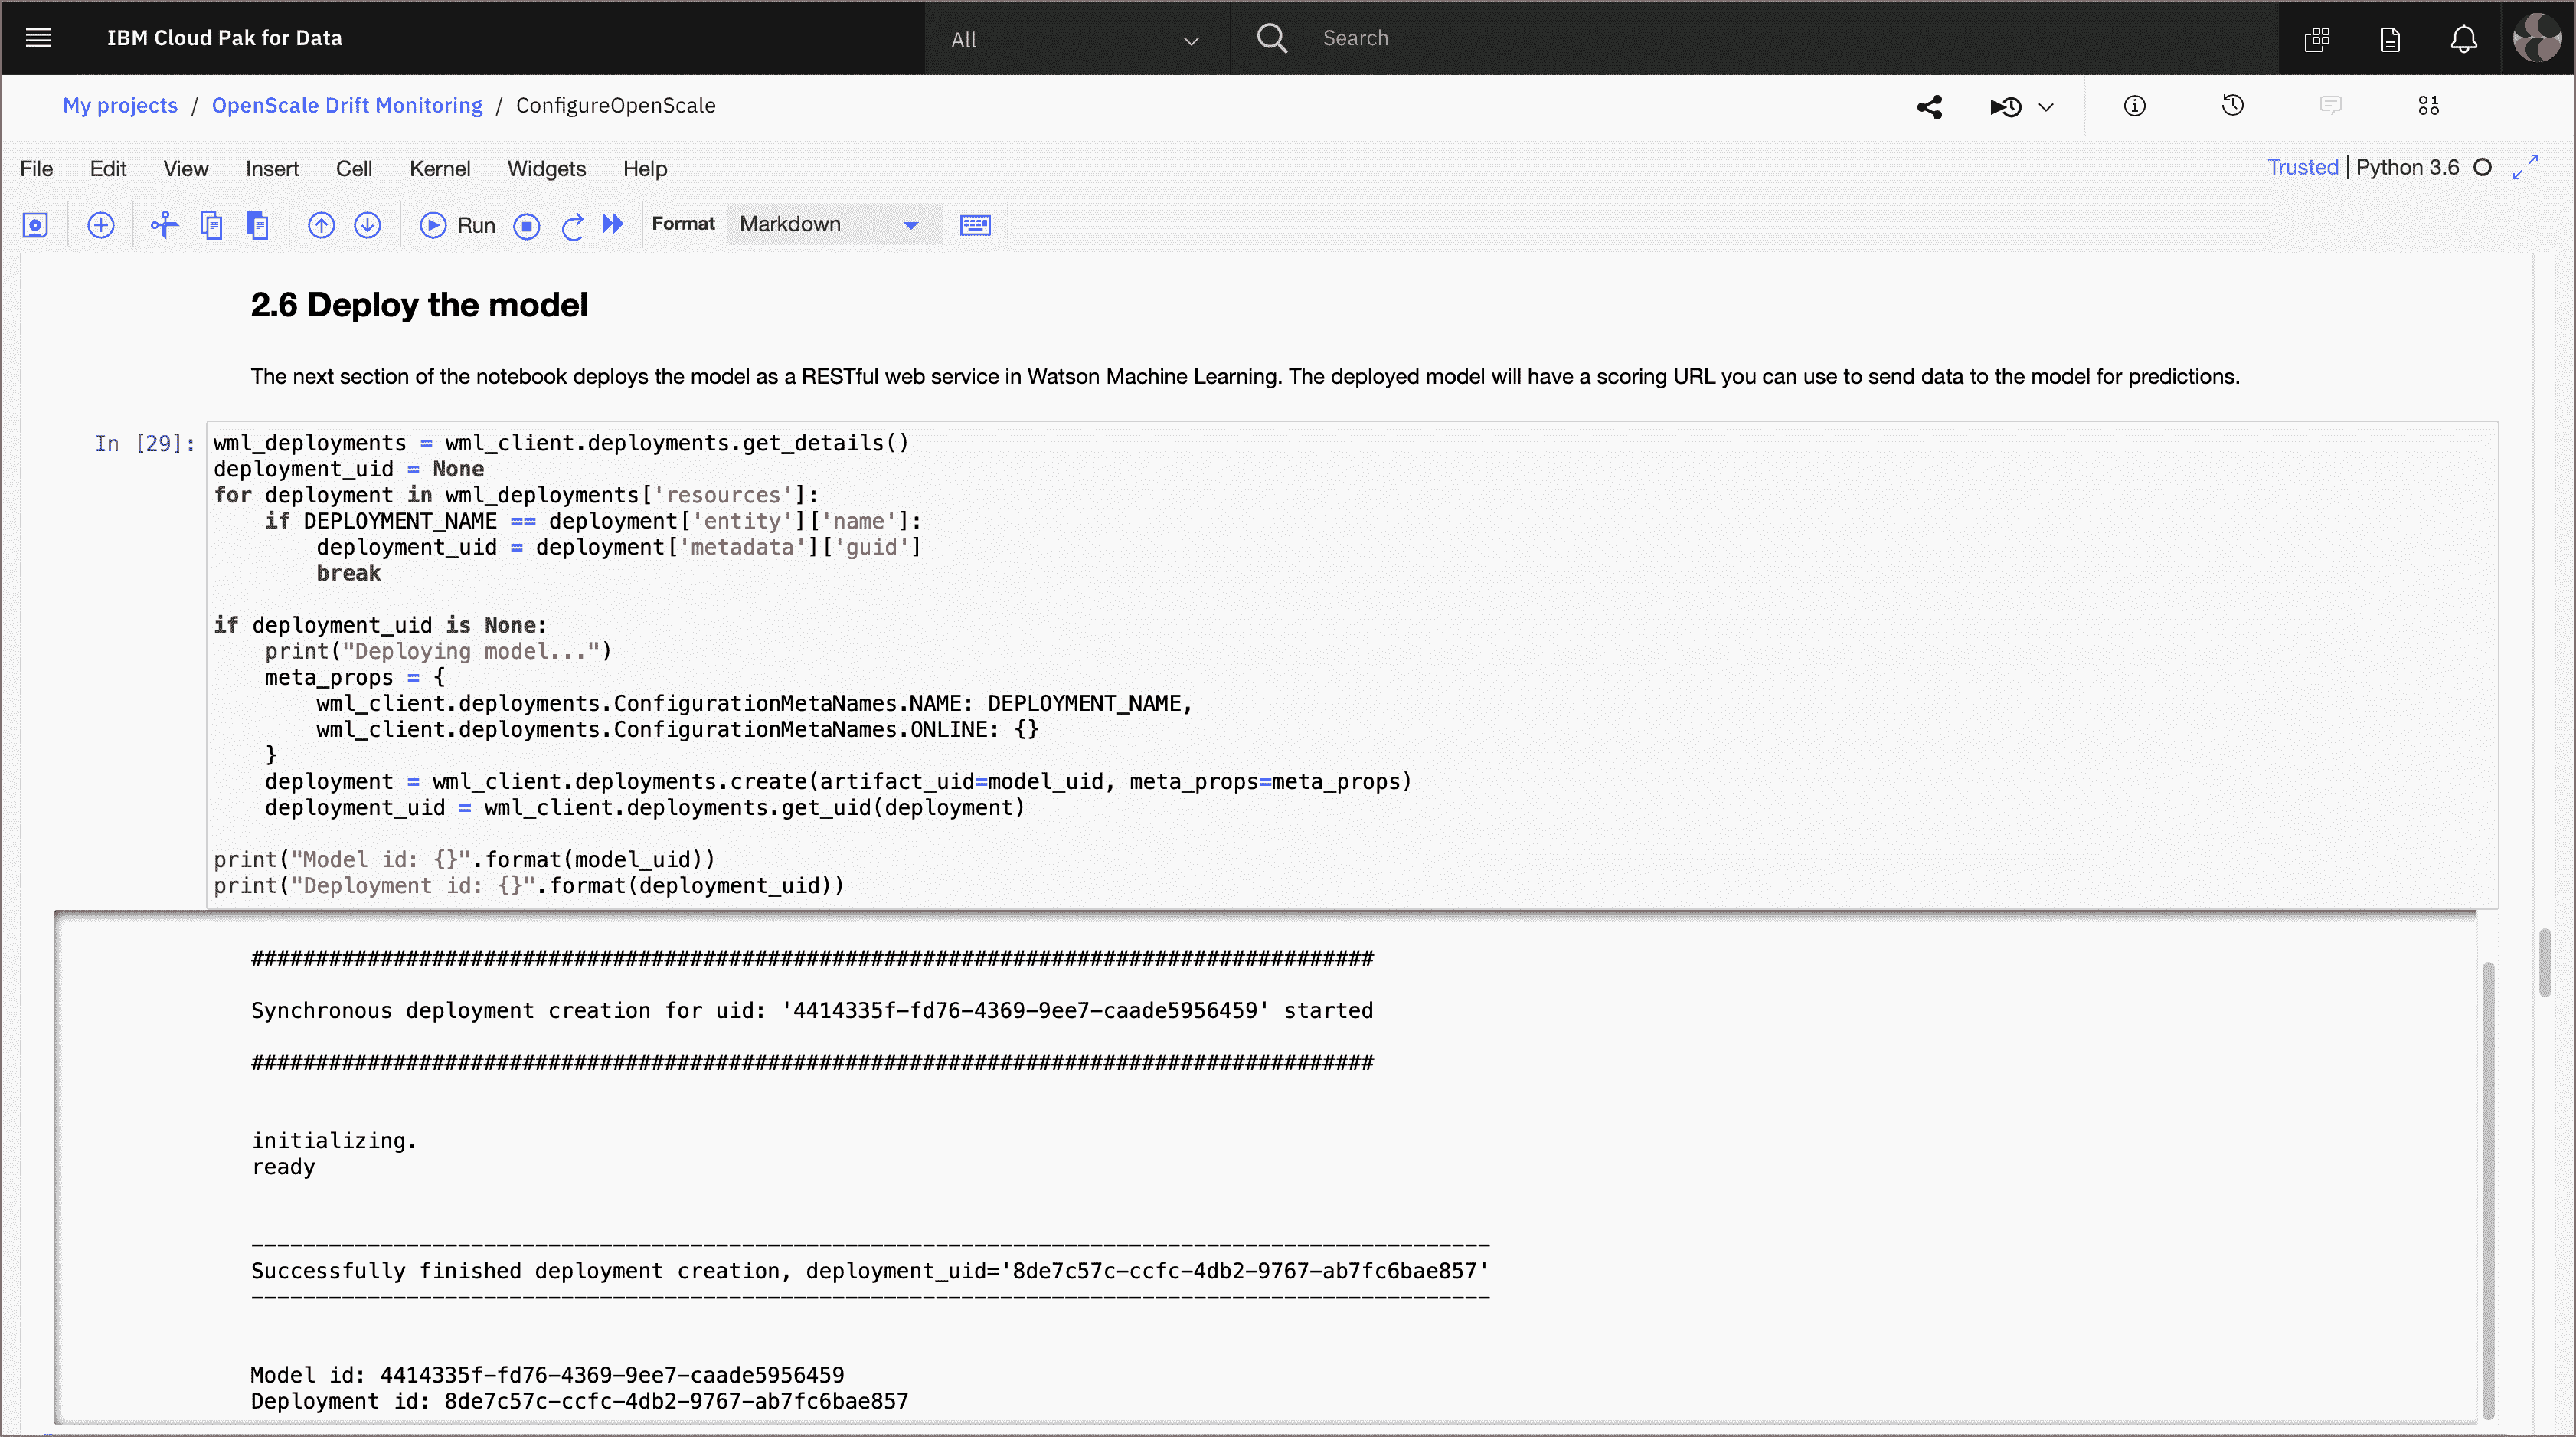 IBM Cloud Pak for Data
All
Search
My projects / OpenScale Drift Monitoring / ConfigureOpenScale
File Edit View Insert Cell Kernel Widgets Help
Trusted | Python 3.6
Run
Format
Markdown
2.6 Deploy the model
The next section of the notebook deploys the model as a RESTful web service in Watson Machine Learning. The deployed model will have a scoring URL you can use to send data to the model for predictions.
In [29]:
wml_deployments = wml_client.deployments.get_details()
deployment_uid = None
for deployment in wml_deployments['resources']:
    if DEPLOYMENT_NAME == deployment['entity']['name']:
        deployment_uid = deployment['metadata']['guid']
        break
if deployment_uid is None:
    print("Deploying model...")
    meta_props = {
        wml_client.deployments.ConfigurationMetaNames.NAME: DEPLOYMENT_NAME,
        wml_client.deployments.ConfigurationMetaNames.ONLINE: {}
    }
    deployment = wml_client.deployments.create(artifact_uid=model_uid, meta_props=meta_props)
    deployment_uid = wml_client.deployments.get_uid(deployment)
print("Model id: {}".format(model_uid))
print("Deployment id: {}".format(deployment_uid))
#######################################################################################
Synchronous deployment creation for uid: '4414335f-fd76-4369-9ee7-caade5956459' started
#######################################################################################
initializing.
ready
------------------------------------------------------------------------------------------------
Successfully finished deployment creation, deployment_uid='8de7c57c-ccfc-4db2-9767-ab7fc6bae857'
------------------------------------------------------------------------------------------------
Model id: 4414335f-fd76-4369-9ee7-caade5956459
Deployment id: 8de7c57c-ccfc-4db2-9767-ab7fc6bae857